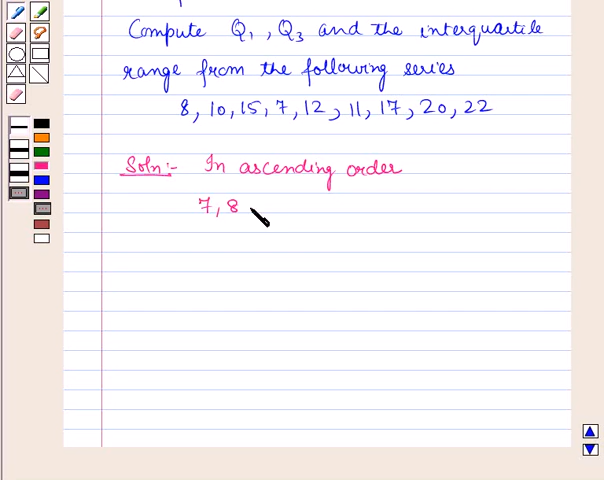 Compute Q1, Q3 and the interquartile
range from the following series
8, 10, 15, 7, 12, 11, 17, 20, 22
Soln:- In ascending order
7, 8